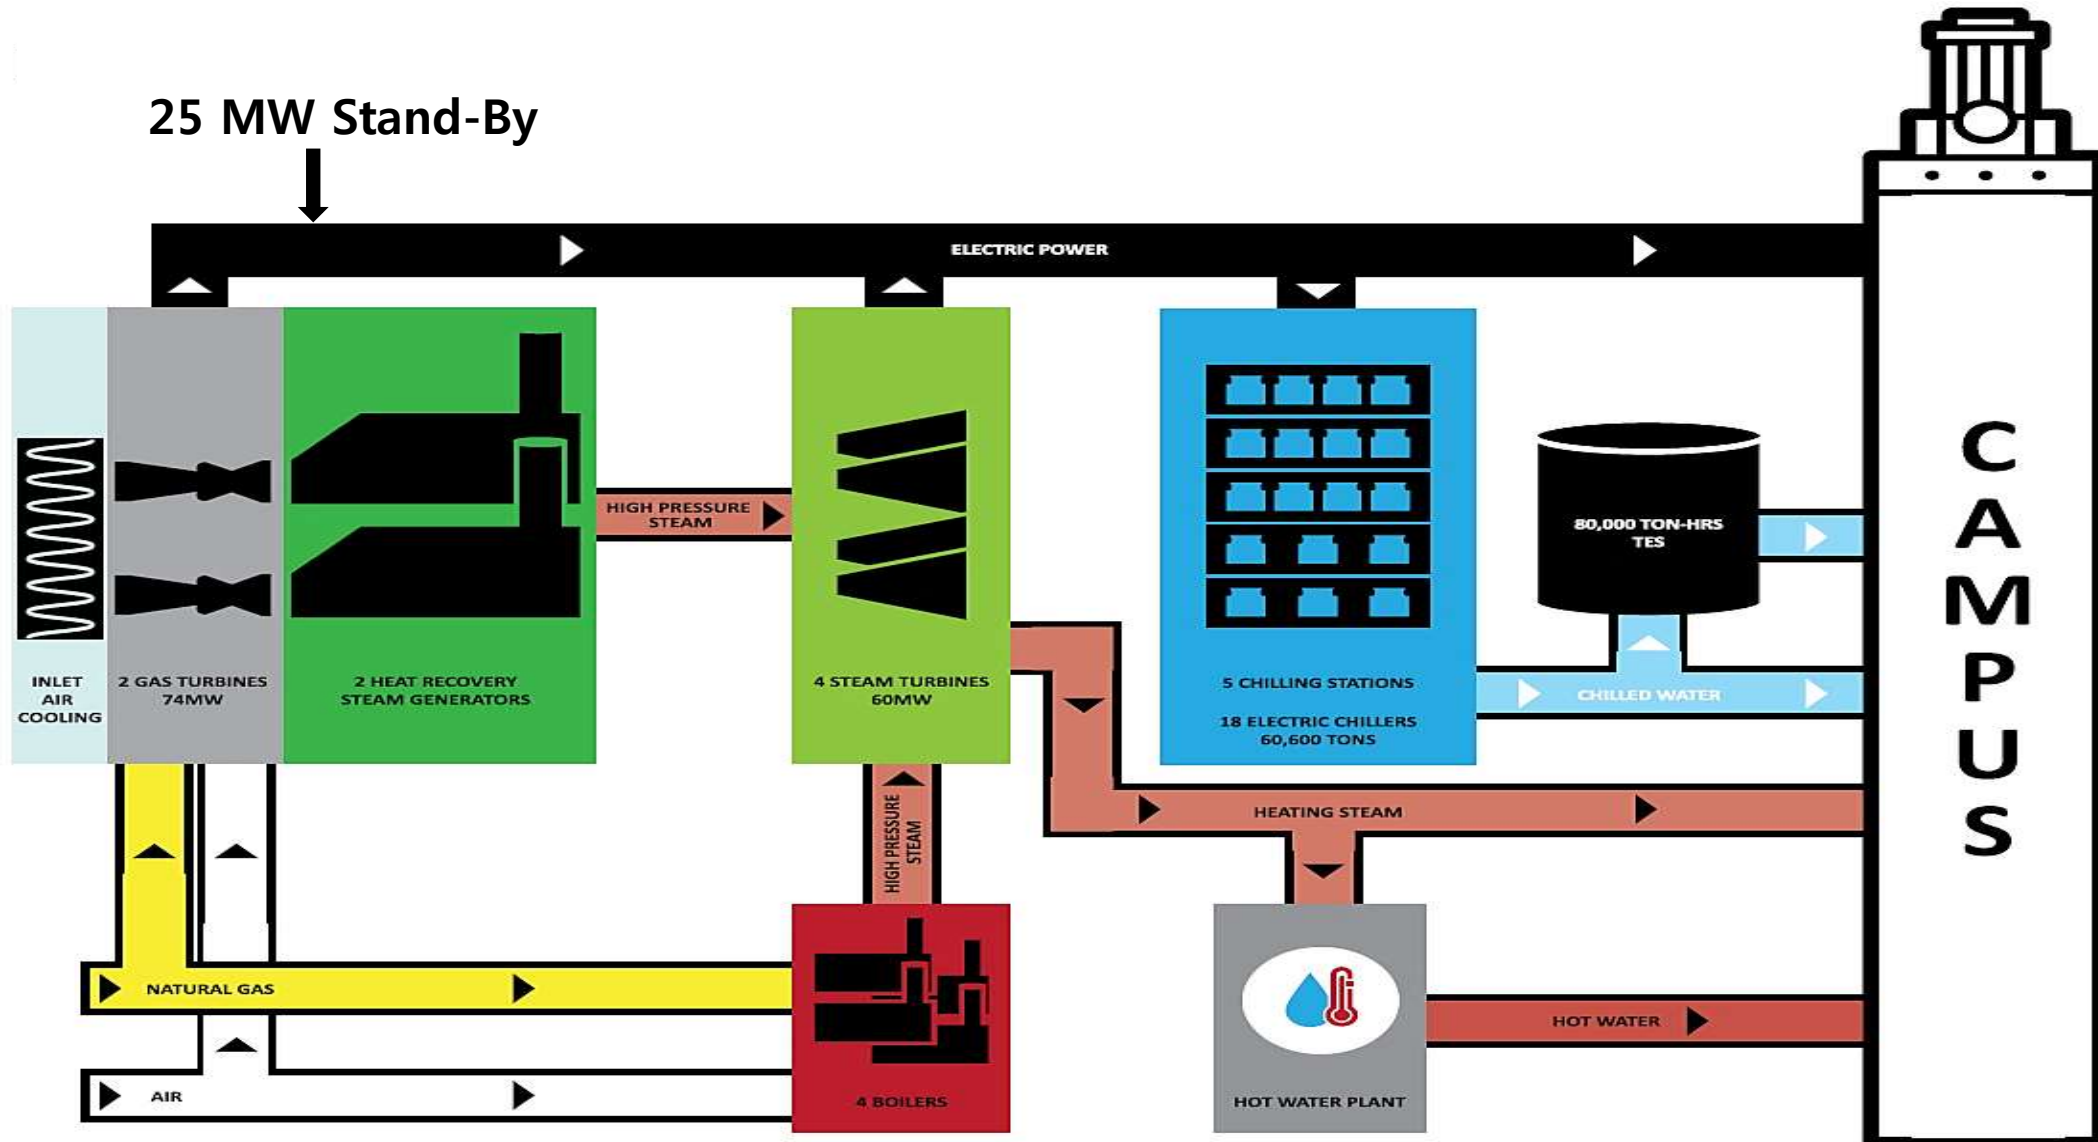 25 MW Stand-By
ELECTRIC POWER
INLET
AIR
COOLING
2 GAS TURBINES
74MW
2 HEAT RECOVERY
STEAM GENERATORS
HIGH PRESSURE
STEAM
4 STEAM TURBINES
60MW
5 CHILLING STATIONS
18 ELECTRIC CHILLERS
60,600 TONS
80,000 TON-HRS
TES
CHILLED WATER
HEATING STEAM
HIGH PRESSURE
STEAM
NATURAL GAS
AIR
4 BOILERS
HOT WATER PLANT
HOT WATER
CAMPUS